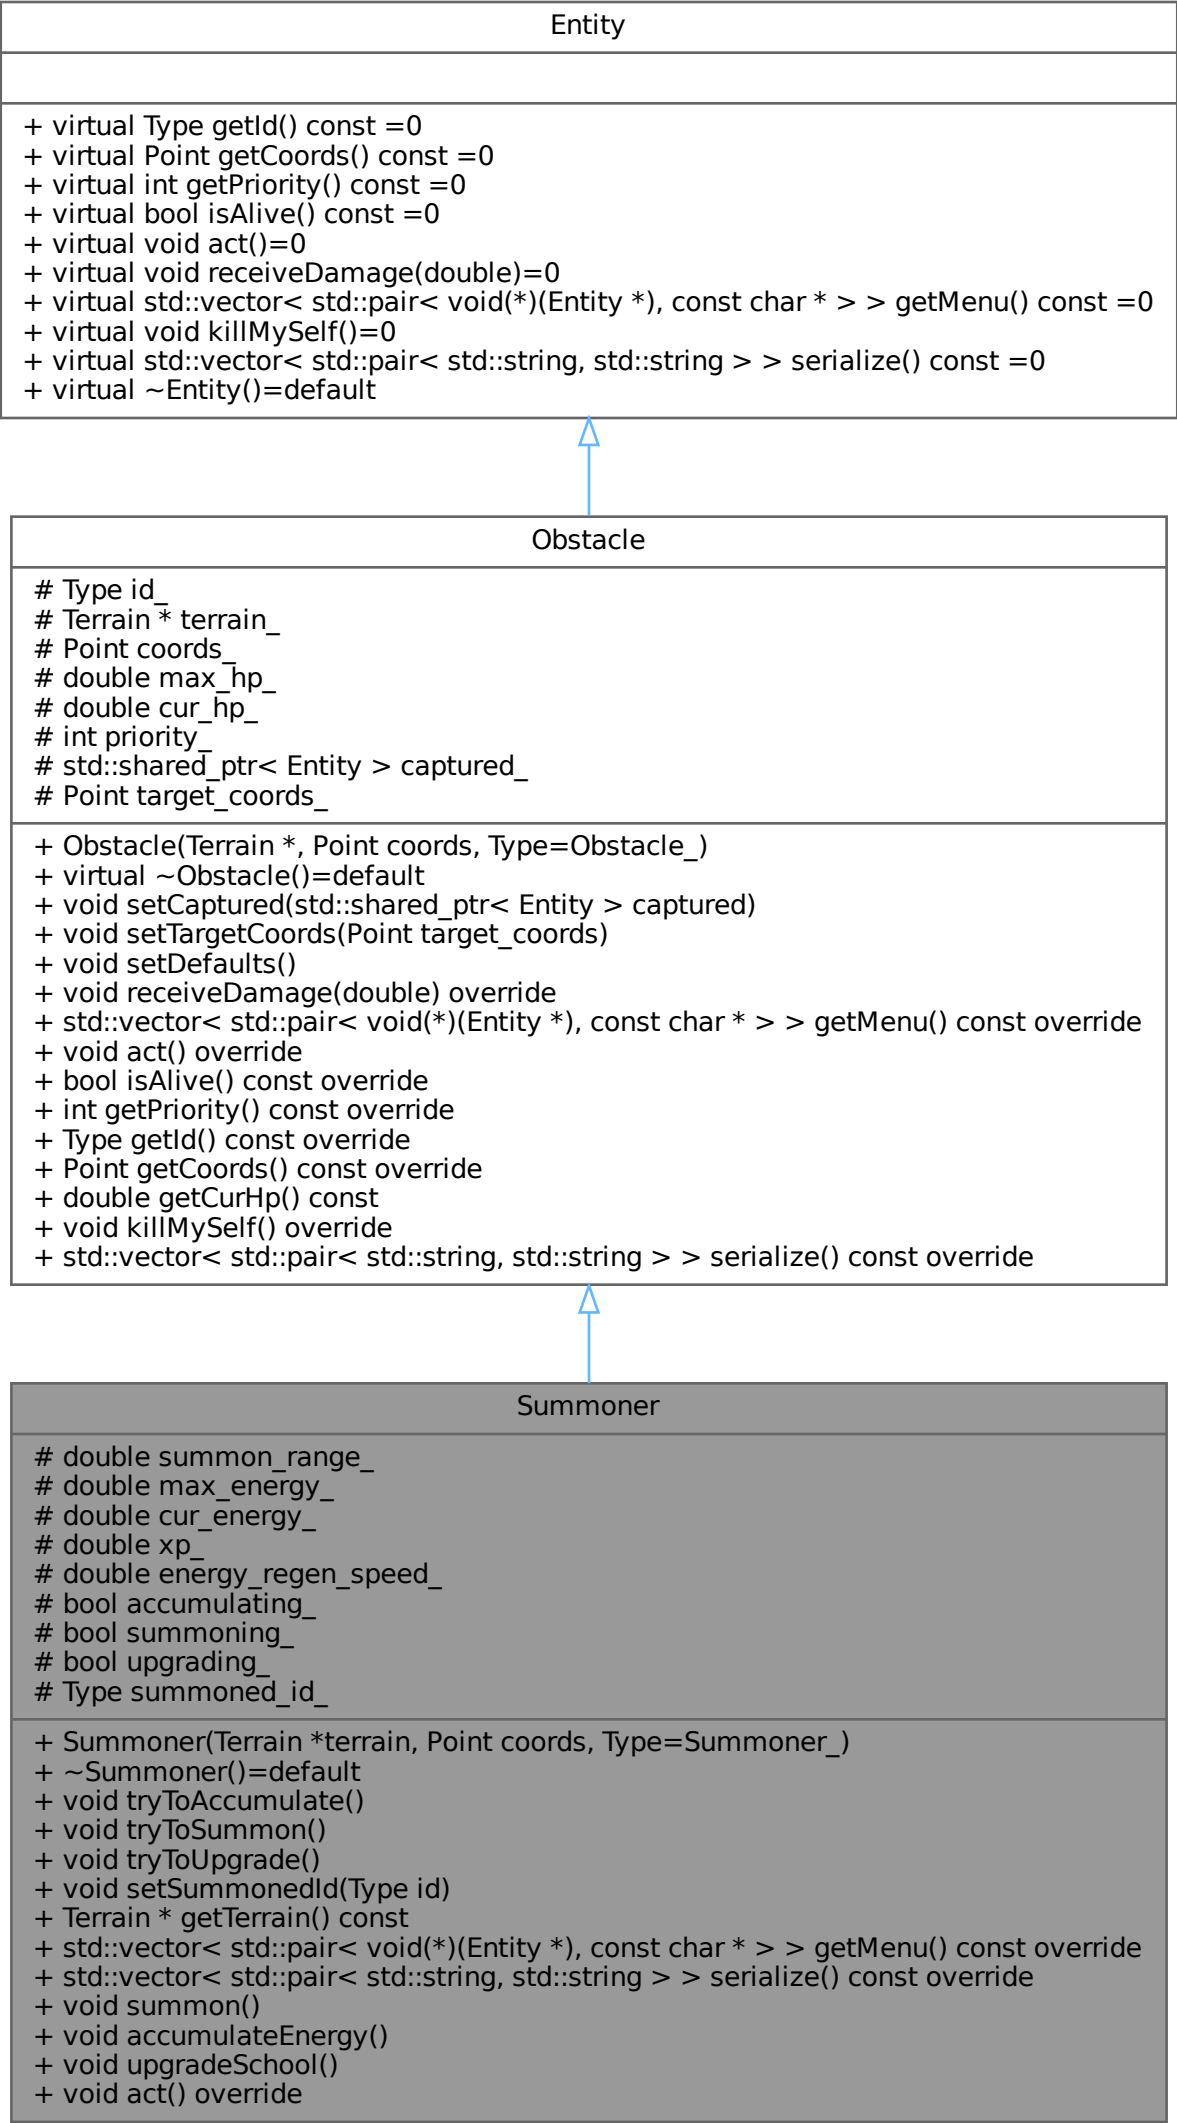 Entity
+ virtual Type getId() const =0
+ virtual Point getCoords() const =0
+ virtual int getPriority() const =0
+ virtual bool isAlive() const =0
+ virtual void act()=0
+ virtual void receiveDamage(double)=0
+ virtual std::vector< std::pair< void(*)(Entity *), const char * > > getMenu() const =0
+ virtual void killMySelf()=0
+ virtual std::vector< std::pair< std::string, std::string > > serialize() const =0
+ virtual ~Entity()=default
Obstacle
# Type id_
# Terrain * terrain_
# Point coords_
# double max_hp_
# double cur_hp_
# int priority_
# std::shared_ptr< Entity > captured_
# Point target_coords_
+ Obstacle(Terrain *, Point coords, Type=Obstacle_)
+ virtual ~Obstacle()=default
+ void setCaptured(std::shared_ptr< Entity > captured)
+ void setTargetCoords(Point target_coords)
+ void setDefaults()
+ void receiveDamage(double) override
+ std::vector< std::pair< void(*)(Entity *), const char * > > getMenu() const override
+ void act() override
+ bool isAlive() const override
+ int getPriority() const override
+ Type getId() const override
+ Point getCoords() const override
+ double getCurHp() const
+ void killMySelf() override
+ std::vector< std::pair< std::string, std::string > > serialize() const override
Summoner
# double summon_range_
# double max_energy_
# double cur_energy_
# double xp_
# double energy_regen_speed_
# bool accumulating_
# bool summoning_
# bool upgrading_
# Type summoned_id_
+ Summoner(Terrain *terrain, Point coords, Type=Summoner_)
+ ~Summoner()=default
+ void tryToAccumulate()
+ void tryToSummon()
+ void tryToUpgrade()
+ void setSummonedId(Type id)
+ Terrain * getTerrain() const
+ std::vector< std::pair< void(*)(Entity *), const char * > > getMenu() const override
+ std::vector< std::pair< std::string, std::string > > serialize() const override
+ void summon()
+ void accumulateEnergy()
+ void upgradeSchool()
+ void act() override